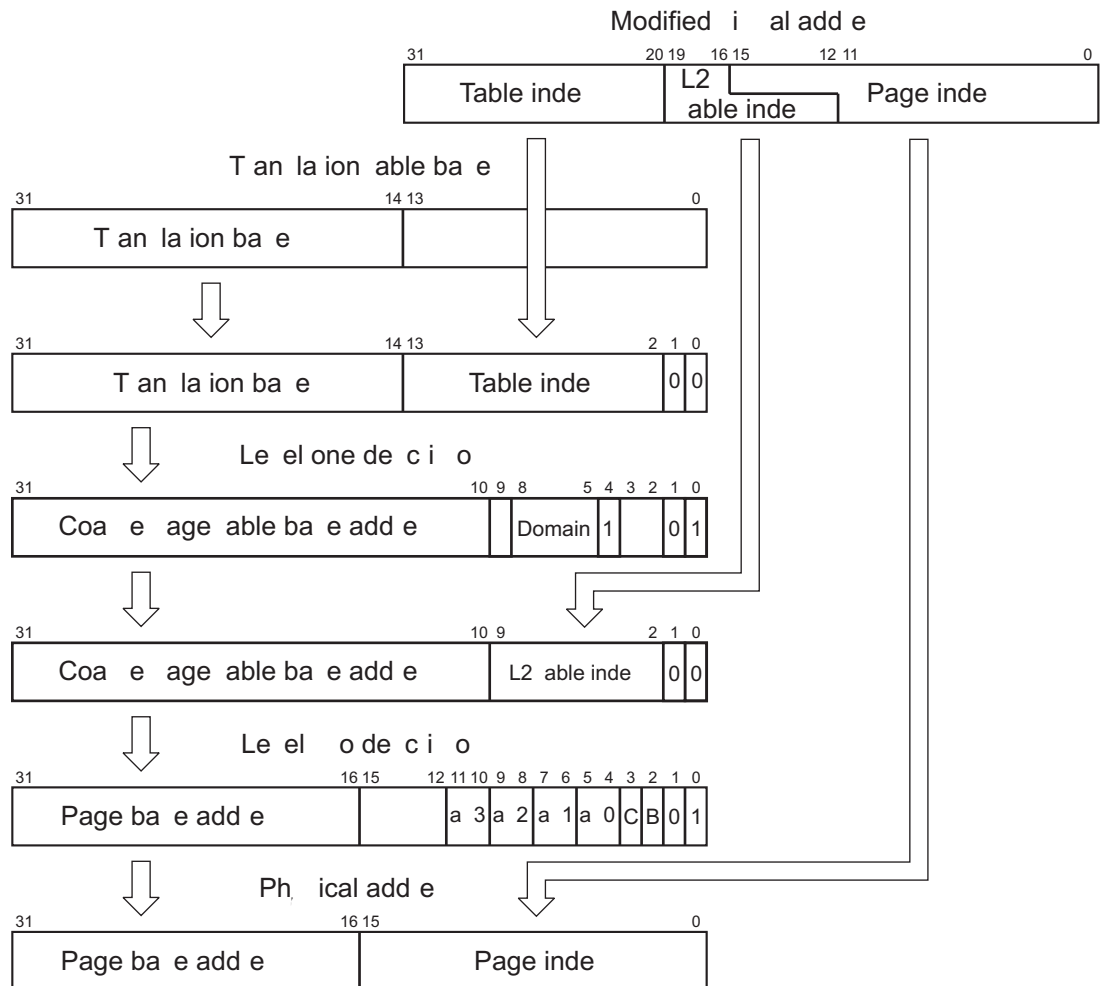 Modified i al add e
31 20 19 16 15 12 11 0
Table inde L2 able inde Page inde
T an la ion able ba e
31 14 13 0
T an la ion ba e
31 14 13 2 1 0
T an la ion ba e Table inde 0 0
Le el one de c i o
31 10 9 8 5 4 3 2 1 0
Coa e age able ba e add e Domain 1 0 1
31 10 9 2 1 0
Coa e age able ba e add e L2 able inde 0 0
Le el o de c i o
31 16 15 12 11 10 9 8 7 6 5 4 3 2 1 0
Page ba e add e a 3 a 2 a 1 a 0 C B 0 1
Ph ical add e
31 16 15 0
Page ba e add e Page inde